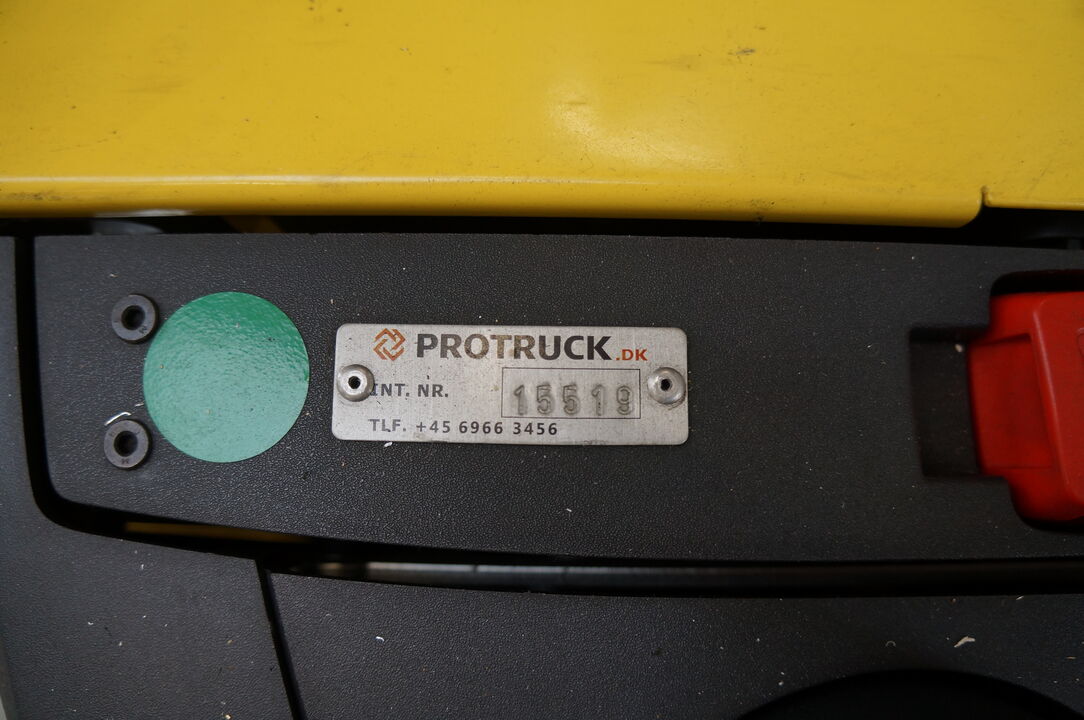 PROTRUCK.DK
INT. NR. 15519
TLF. +45 6966 3456